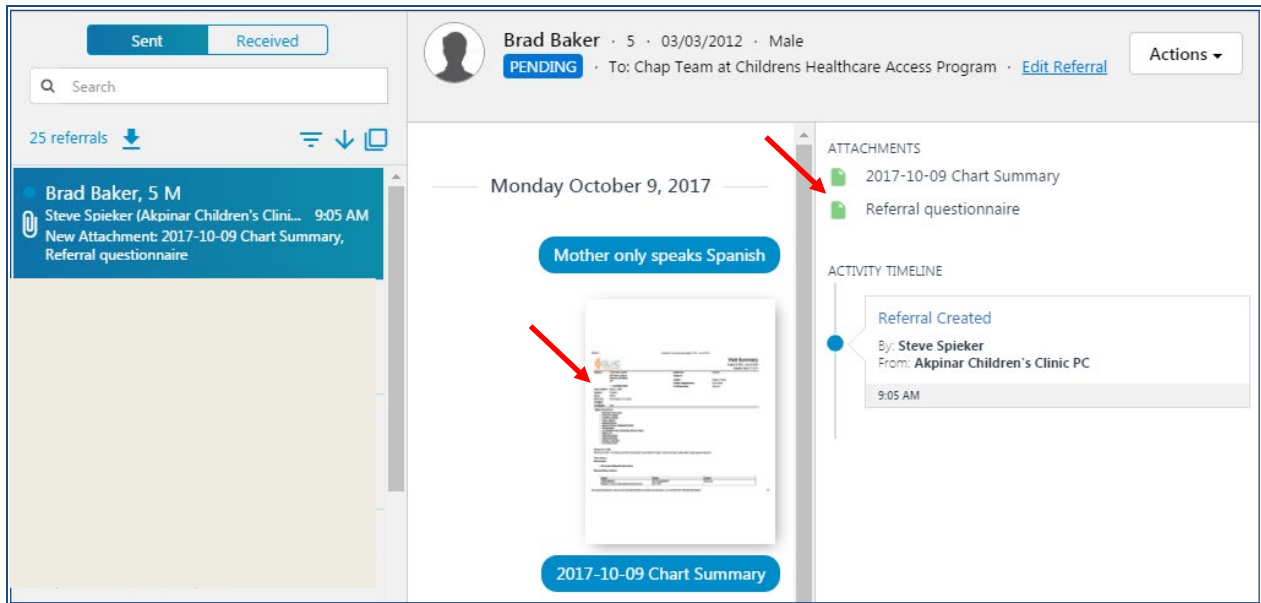 Sent
Received
Search
25 referrals
Brad Baker, 5 M
Steve Spieker (Akpinar Children's Clini... 9:05 AM
New Attachment: 2017-10-09 Chart Summary,
Referral questionnaire
Brad Baker · 5 · 03/03/2012 · Male
PENDING · To: Chap Team at Childrens Healthcare Access Program · Edit Referral
Actions
Monday October 9, 2017
Mother only speaks Spanish
Visit Summary
2017-10-09 Chart Summary
ATTACHMENTS
2017-10-09 Chart Summary
Referral questionnaire
ACTIVITY TIMELINE
Referral Created
By: Steve Spieker
From: Akpinar Children's Clinic PC
9:05 AM